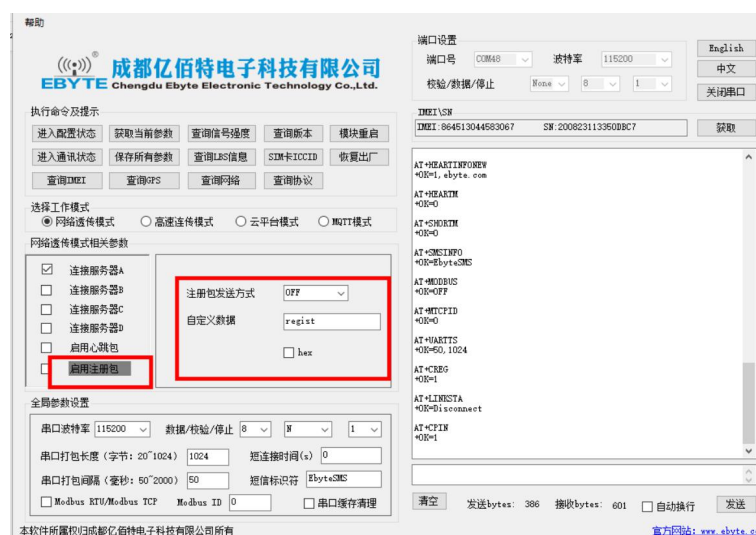 帮助
((·))®
成都亿佰特电子科技有限公司
EBYTE Chengdu Ebyte Electronic Technology Co.,Ltd.
执行命令及提示
进入配置状态 获取当前参数 查询信号强度 查询版本 模块重启
进入通讯状态 保存所有参数 查询LBS信息 SIM卡ICCID 恢复出厂
查询IMEI 查询GPS 查询网络 查询协议
选择工作模式
网络透传模式 高速连传模式 云平台模式 MQTT模式
网络透传模式相关参数
连接服务器A
连接服务器B
连接服务器C
连接服务器D
启用心跳包
启用注册包
注册包发送方式 OFF
自定义数据 regist
hex
全局参数设置
串口波特率 115200 数据/校验/停止 8 N 1
串口打包长度（字节：20~1024） 1024 短连接时间(s) 0
串口打包间隔（毫秒：50~2000） 50 短信标识符 EbyteSMS
Modbus RTU/Modbus TCP Modbus ID 0 串口缓存清理
本软件所属权归成都亿佰特电子科技有限公司所有
端口设置
端口号 COM48 波特率 115200
校验/数据/停止 None 8 1
English
中文
关闭串口
IMEI\SN
IMEI:864513044583067 SN:200823113350DBC7 获取
AT+HEARTINFONEW
+OK=1,ebyte.com
AT+HEARTM
+OK=0
AT+SHORTM
+OK=0
AT+SMSINFO
+OK=EbyteSMS
AT+MODBUS
+OK=OFF
AT+MTCPID
+OK=0
AT+UARTTS
+OK=50,1024
AT+CREG
+OK=1
AT+LINKSTA
+OK=Disconnect
AT+CPIN
+OK=1
清空 发送bytes: 386 接收bytes: 601 自动换行 发送
官方网站：www.ebyte.c